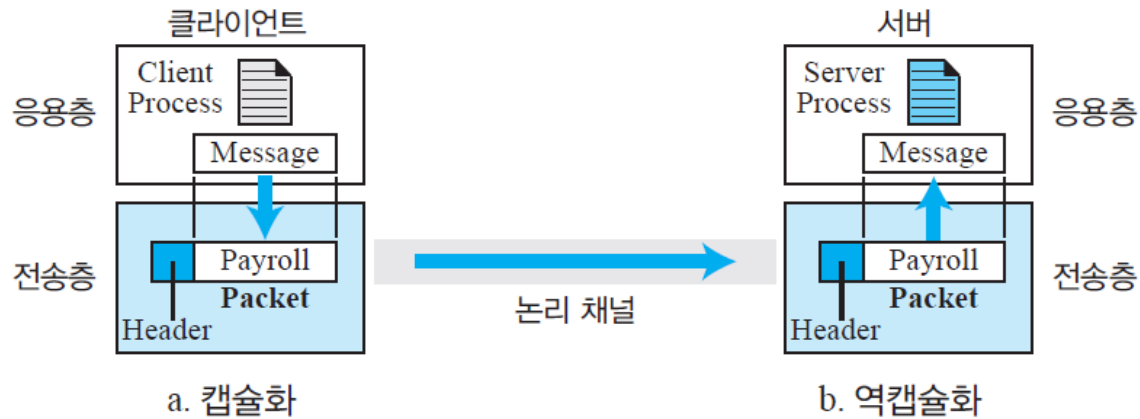 클라이언트
서버
Client
Process
Message
응용층
Server
Process
Message
응용층
전송층
Payroll
Packet
Header
논리 채널
Payroll
Packet
Header
전송층
a. 캡슐화
b. 역캡슐화